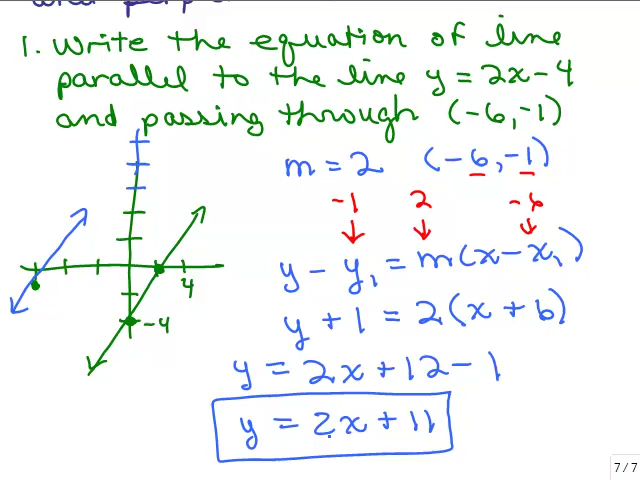 1. Write the equation of line
parallel to the line y = 2x - 4
and passing through (-6, -1)
m = 2 (-6, -1)
-1 2 -6
y - y₁ = m(x - x₁)
4
y + 1 = 2(x + 6)
-4
y = 2x + 12 - 1
y = 2x + 11
7 / 7